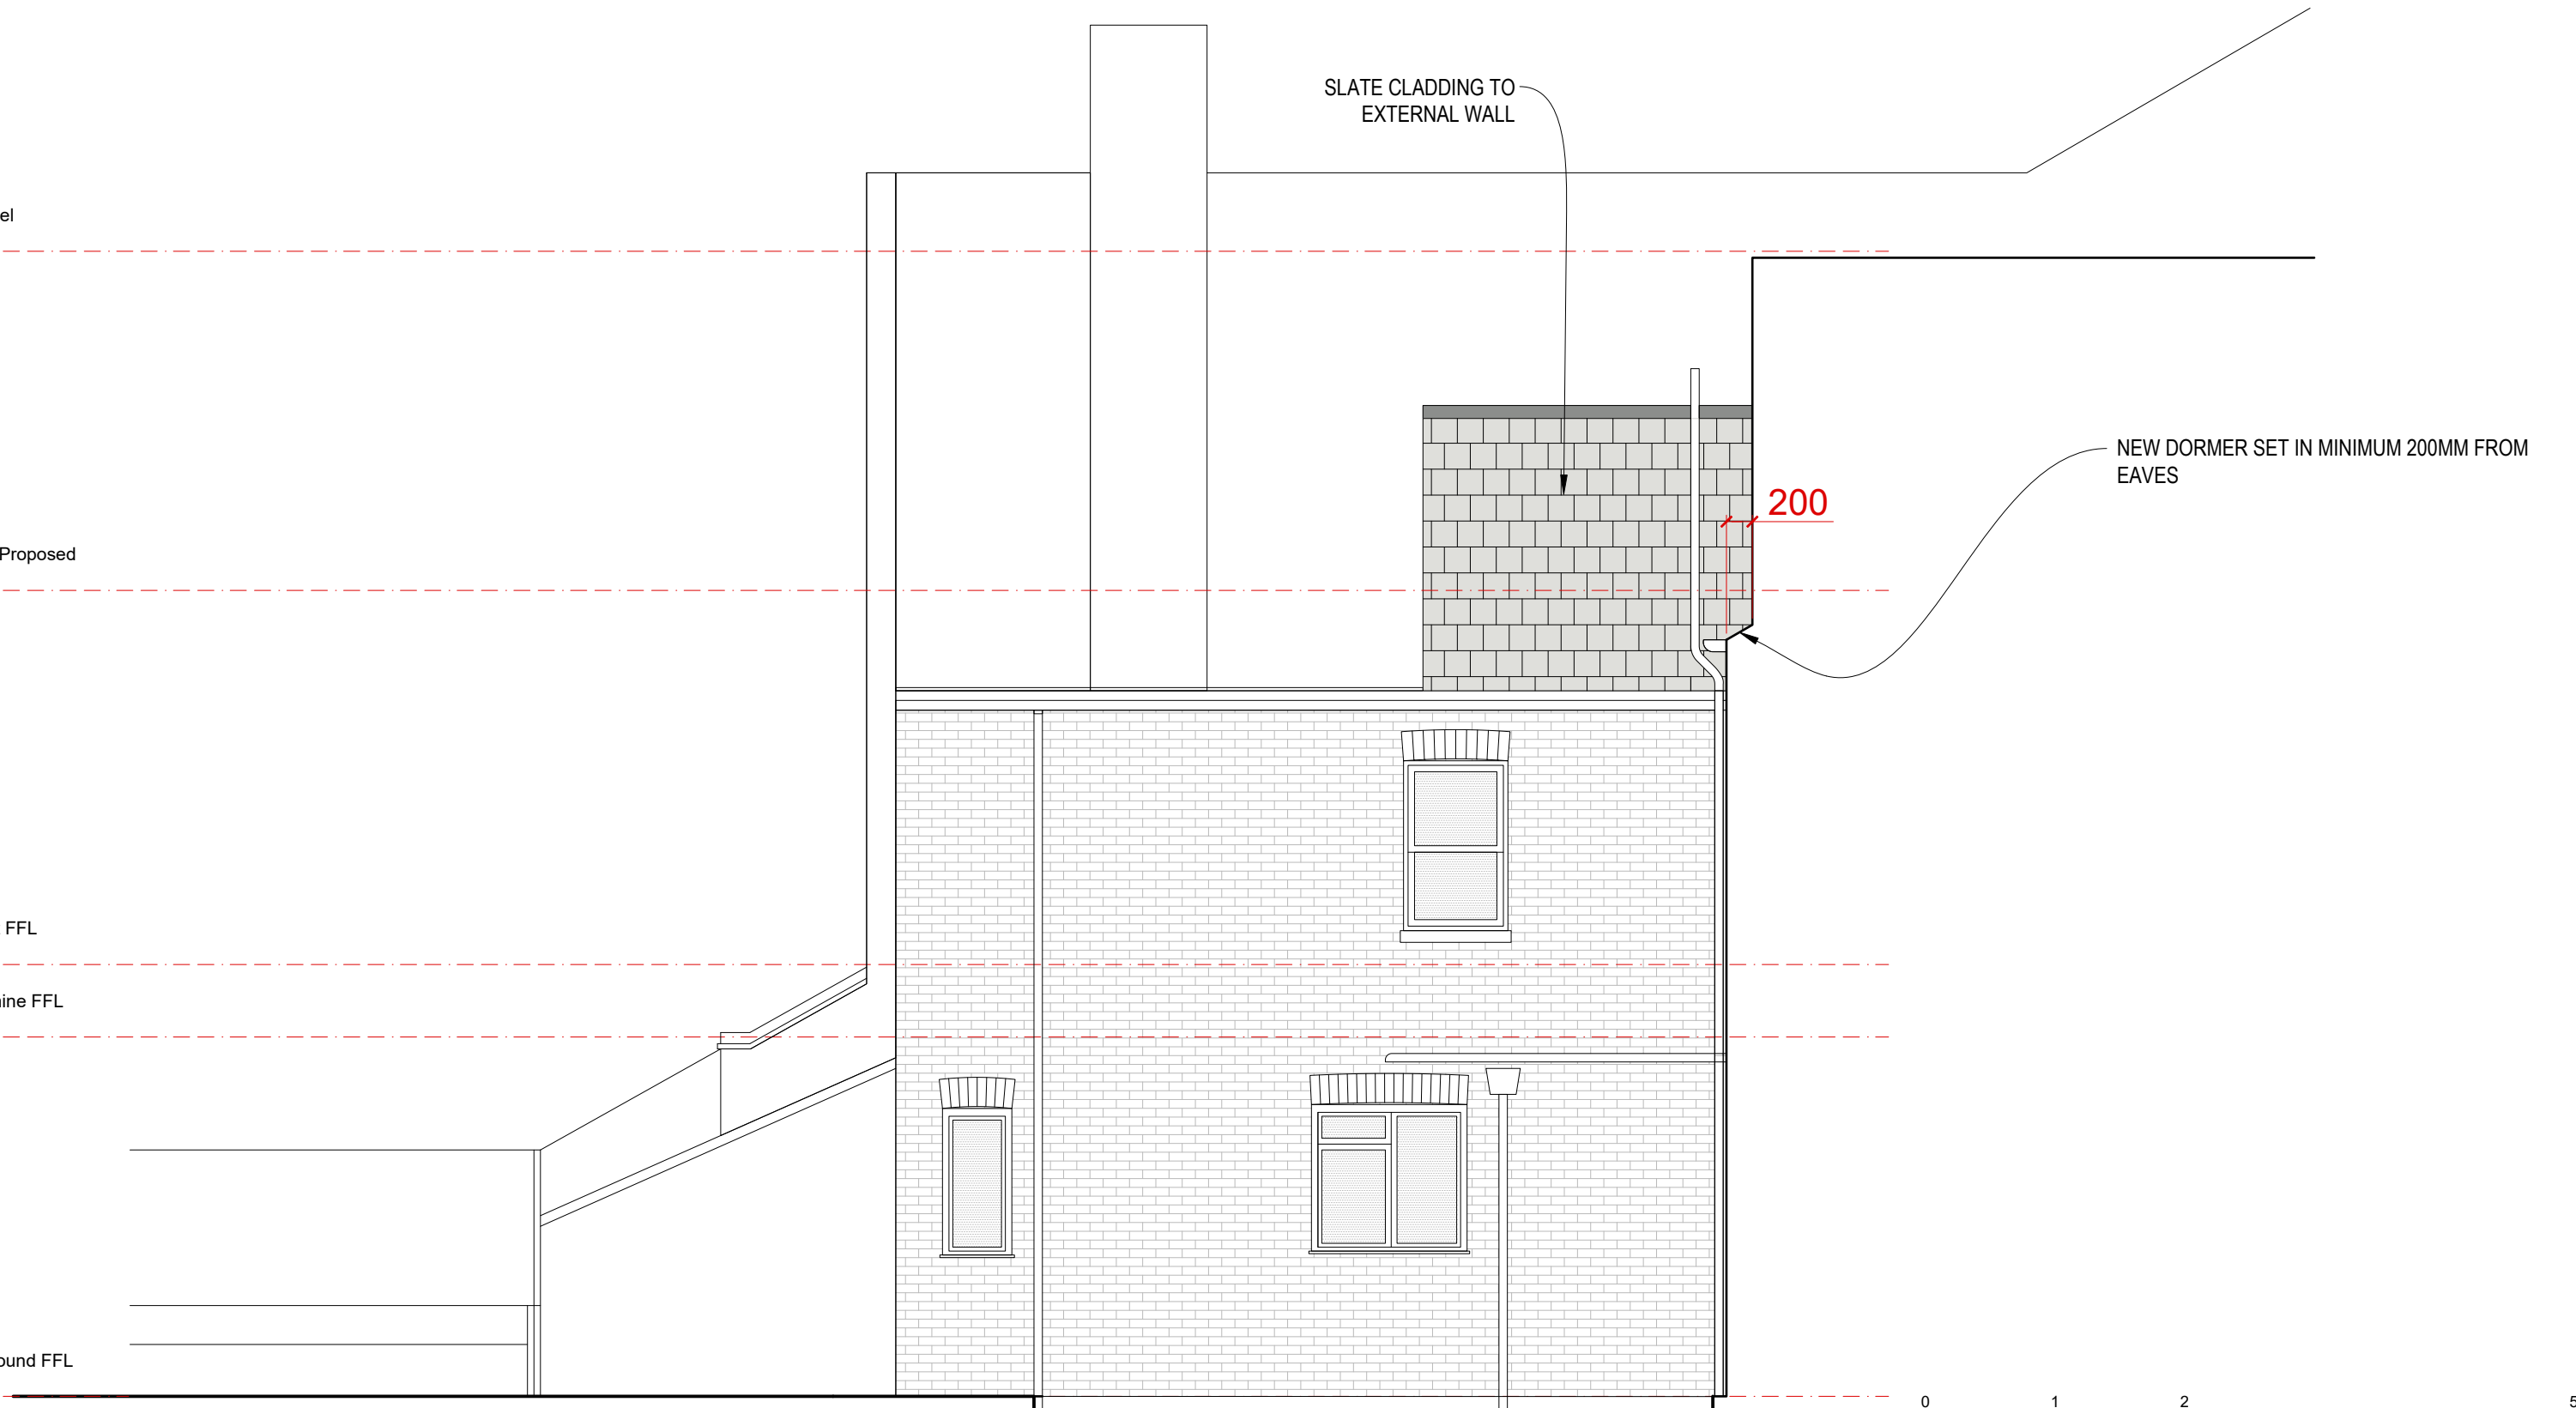 SLATE CLADDING TO
EXTERNAL WALL
el
NEW DORMER SET IN MINIMUM 200MM FROM
EAVES
200
Proposed
FFL
ine FFL
ound FFL
0 1 2 5